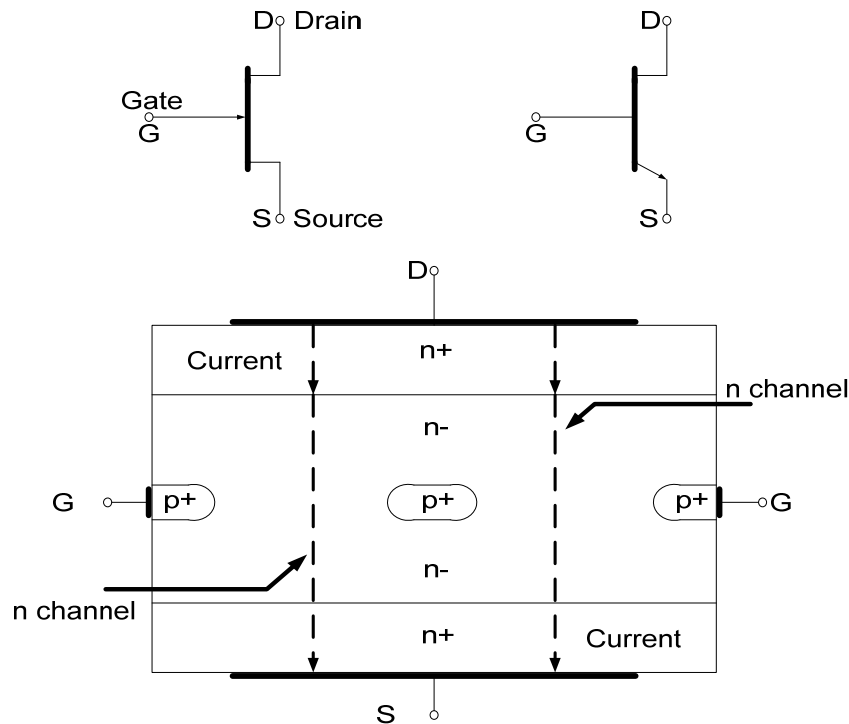 D Drain
D
Gate
G
G
S Source
S
D
Current
n+
n channel
n-
G
p+
p+
p+
G
n-
n channel
n+
Current
S